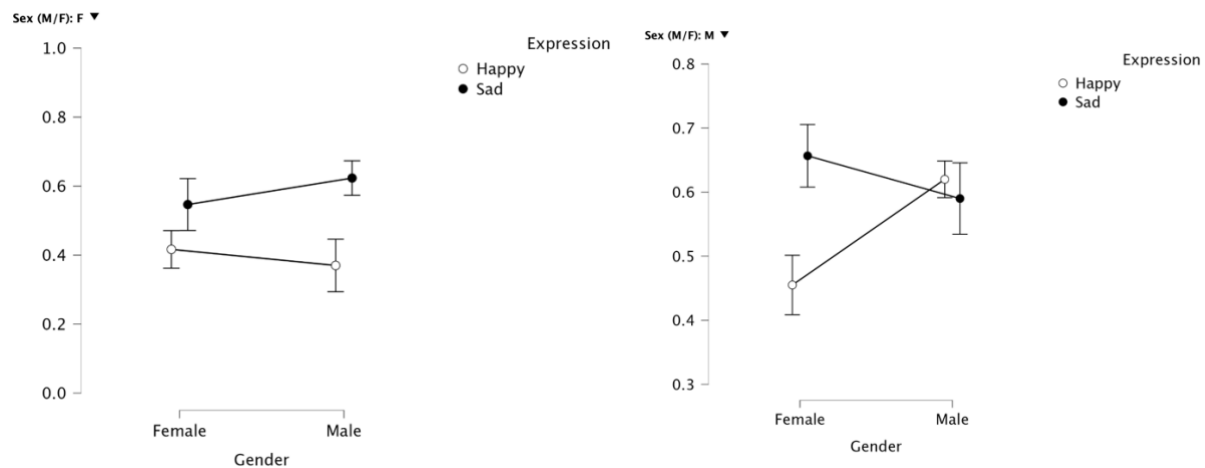 Sex (M/F): F ▼
Expression
Happy
Sad
1.0
0.8
0.6
0.4
0.2
0.0
Female Male
Gender
Sex (M/F): M ▼
Expression
Happy
Sad
0.8
0.7
0.6
0.5
0.4
0.3
Female Male
Gender